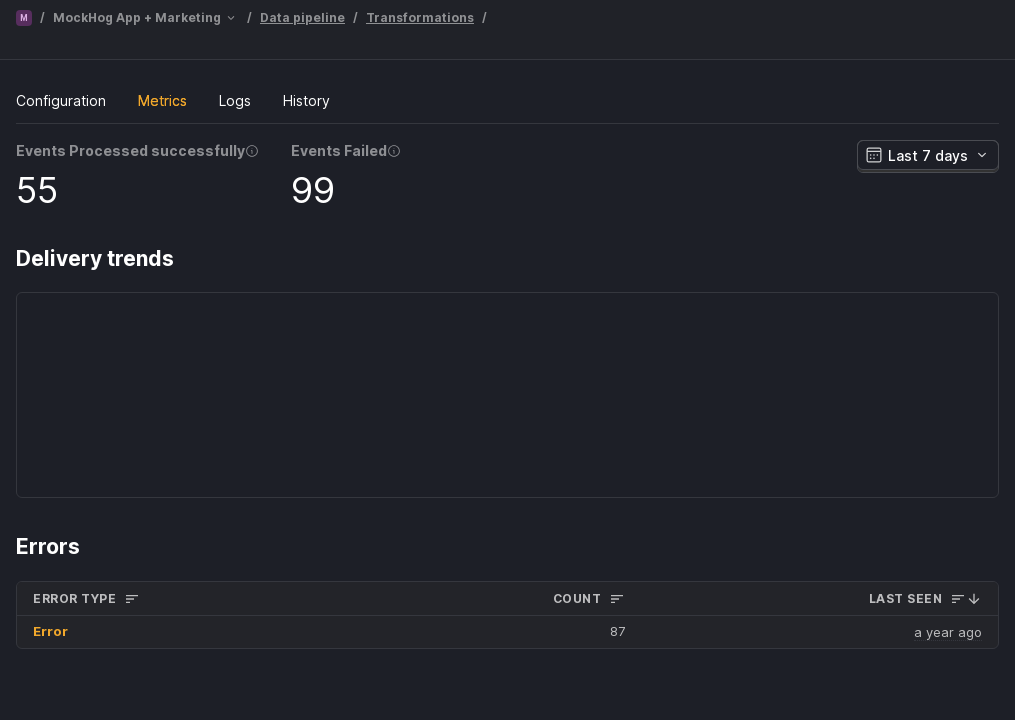 M / MockHog App + Marketing / Data pipeline / Transformations /
Configuration Metrics Logs History
Events Processed successfully Events Failed
Last 7 days
55 99
Delivery trends
Errors
ERROR TYPE COUNT LAST SEEN
Error 87 a year ago